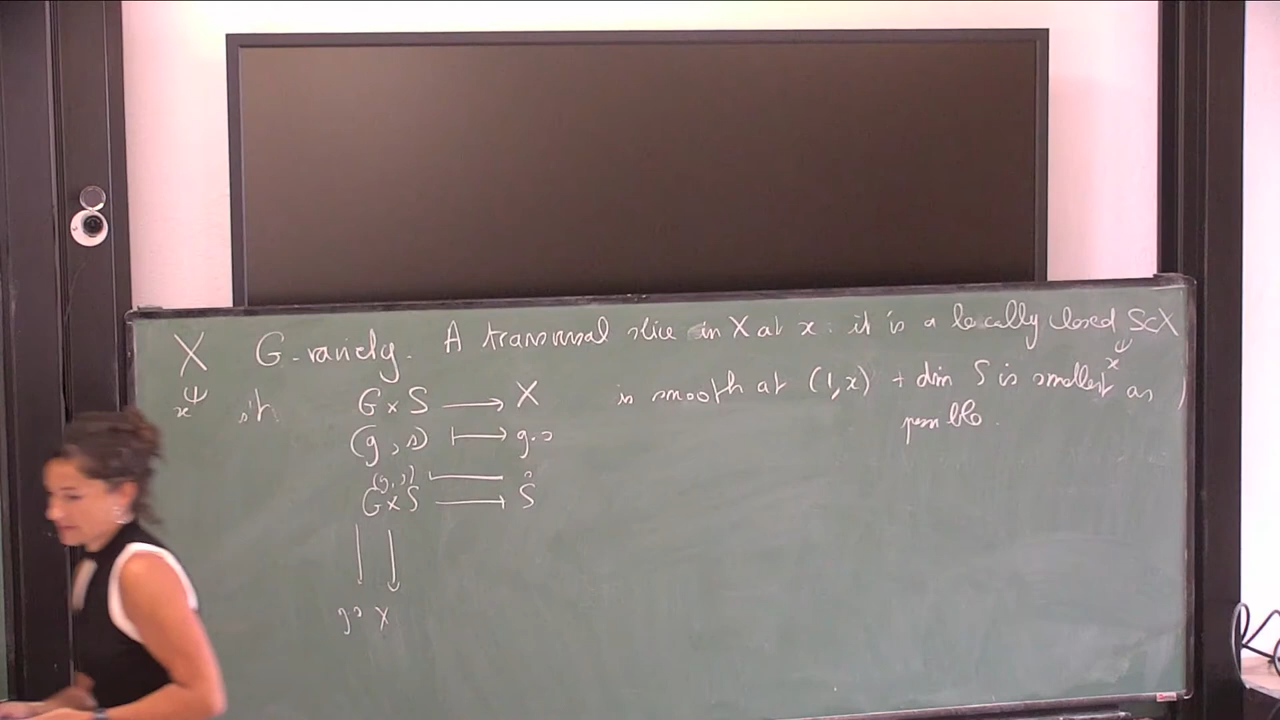 X G-variety. A transversal slice in X at x : it is a locally closed S⊂X
∋ x s.t. G × S ⟶ X is smooth at (1, x) + dim S is smallest as possible.
(g, s) ⟼ g.s
(g, s) s
G × S ⟶ S
g.s X